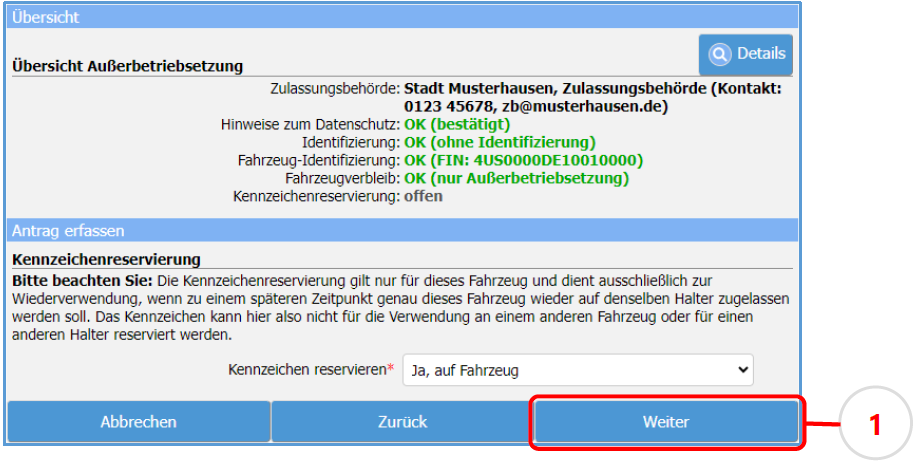 Übersicht
Details
Übersicht Außerbetriebsetzung
Zulassungsbehörde: Stadt Musterhausen, Zulassungsbehörde (Kontakt:
0123 45678, zb@musterhausen.de)
Hinweise zum Datenschutz: OK (bestätigt)
Identifizierung: OK (ohne Identifizierung)
Fahrzeug-Identifizierung: OK (FIN: 4US0000DE10010000)
Fahrzeugverbleib: OK (nur Außerbetriebsetzung)
Kennzeichenreservierung: offen
Antrag erfassen
Kennzeichenreservierung
Bitte beachten Sie: Die Kennzeichenreservierung gilt nur für dieses Fahrzeug und dient ausschließlich zur
Wiederverwendung, wenn zu einem späteren Zeitpunkt genau dieses Fahrzeug wieder auf denselben Halter zugelassen
werden soll. Das Kennzeichen kann hier also nicht für die Verwendung an einem anderen Fahrzeug oder für einen
anderen Halter reserviert werden.
Kennzeichen reservieren* Ja, auf Fahrzeug
Abbrechen Zurück Weiter
1